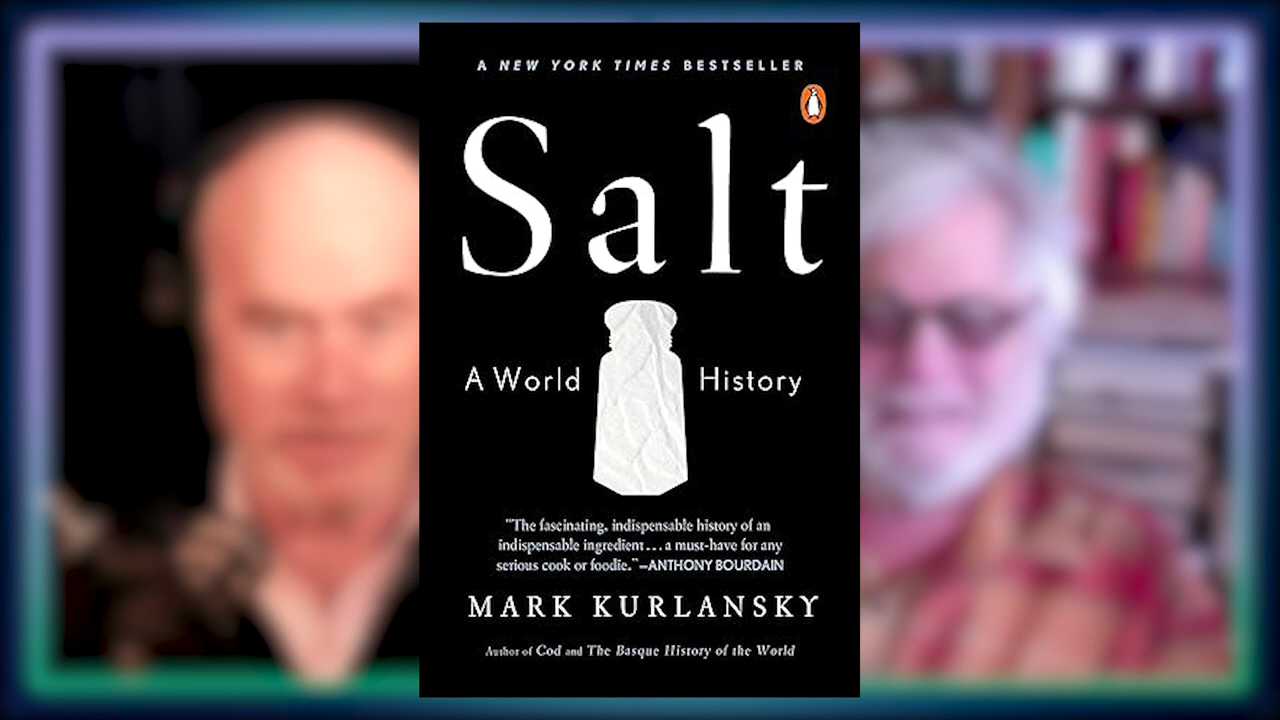 A NEW YORK TIMES BESTSELLER
Salt
A World History
"The fascinating, indispensable history of an
indispensable ingredient...a must-have for any
serious cook or foodie."—ANTHONY BOURDAIN
MARK KURLANSKY
Author of Cod and The Basque History of the World